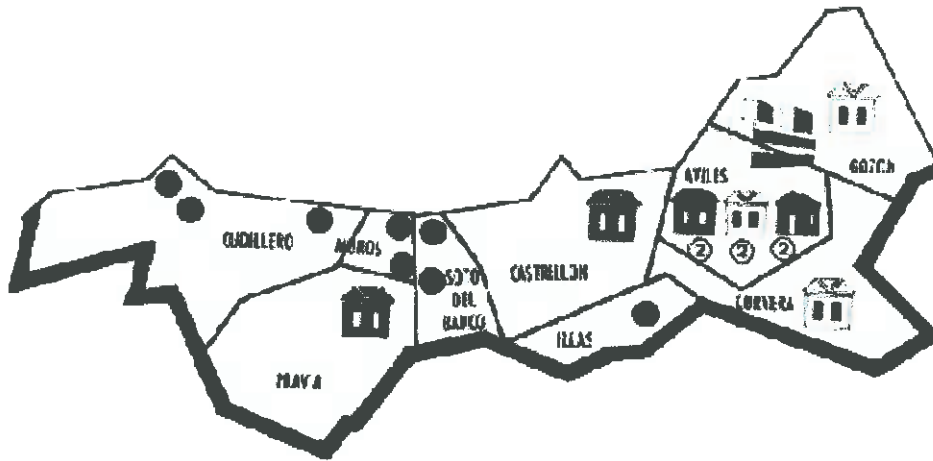 GOZON
AVILES
CUDILLERO
MUROS
SOTO
DEL
BARCO
CASTRILLON
② ② ②
CORVERA
ILLAS
PRAVIA